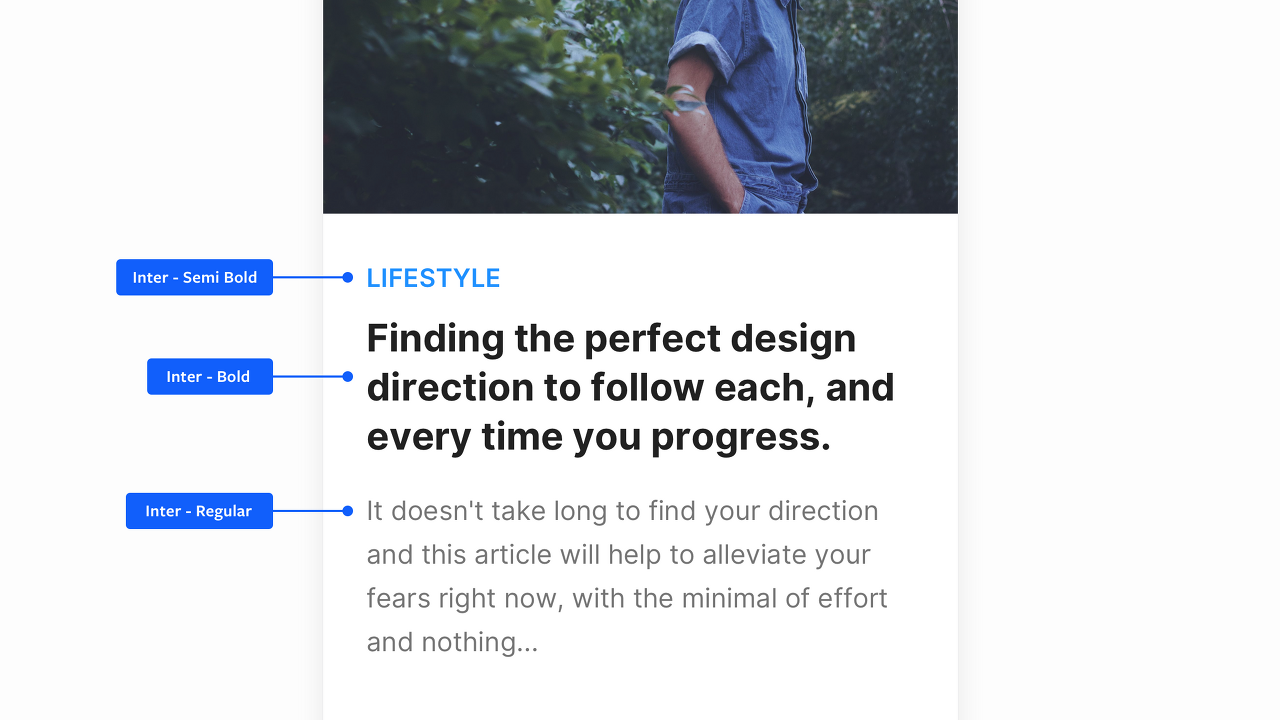 Inter - Semi Bold
LIFESTYLE
Finding the perfect design
Inter - Bold
direction to follow each, and
every time you progress.
Inter - Regular
It doesn't take long to find your direction
and this article will help to alleviate your
fears right now, with the minimal of effort
and nothing...